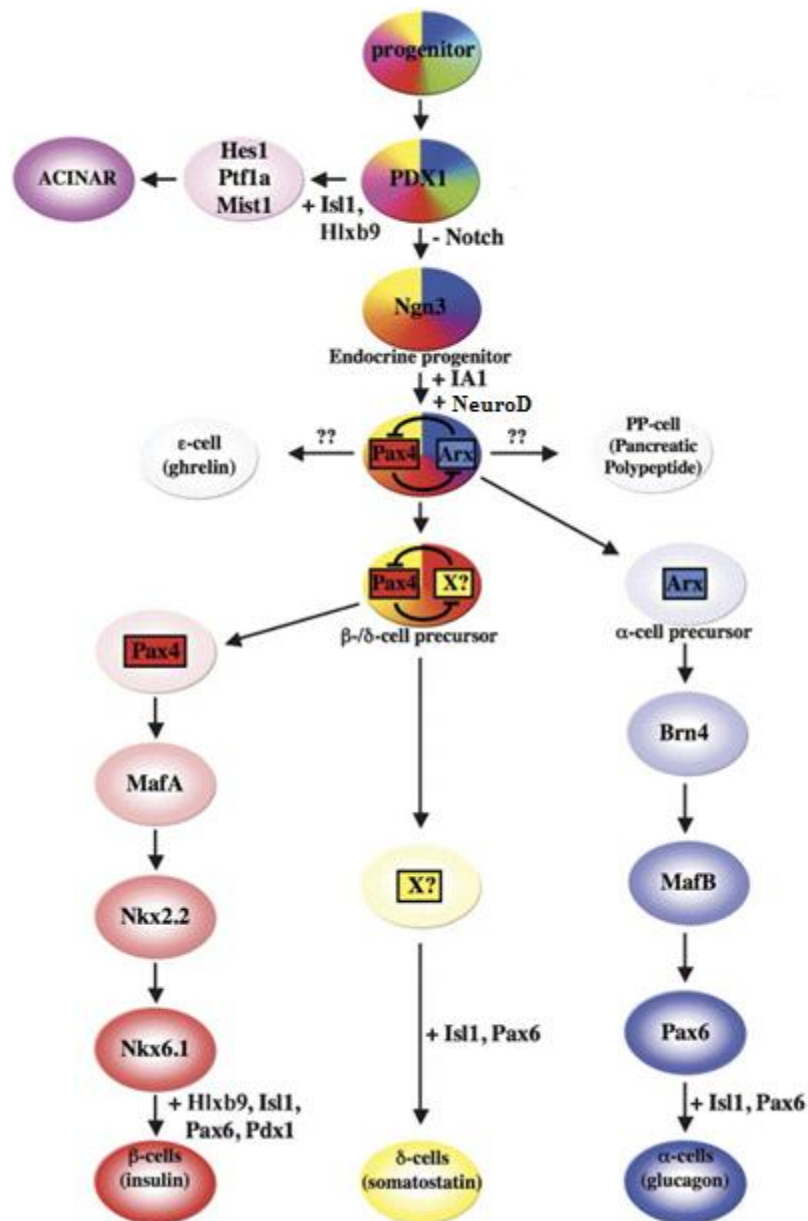 progenitor
Hes1
Ptf1a
Mist1
ACINAR
PDX1
+ Isl1,
Hlxb9
- Notch
Ngn3
Endocrine progenitor
+ IA1
+ NeuroD
ε-cell
(ghrelin)
??
Pax4
Arx
??
PP-cell
(Pancreatic
Polypeptide)
Pax4
X?
β-/δ-cell precursor
Arx
α-cell precursor
Pax4
Brn4
MafA
X?
MafB
Nkx2.2
Nkx6.1
+ Isl1, Pax6
Pax6
+ Hlxb9, Isl1,
Pax6, Pdx1
+ Isl1, Pax6
β-cells
(insulin)
δ-cells
(somatostatin)
α-cells
(glucagon)